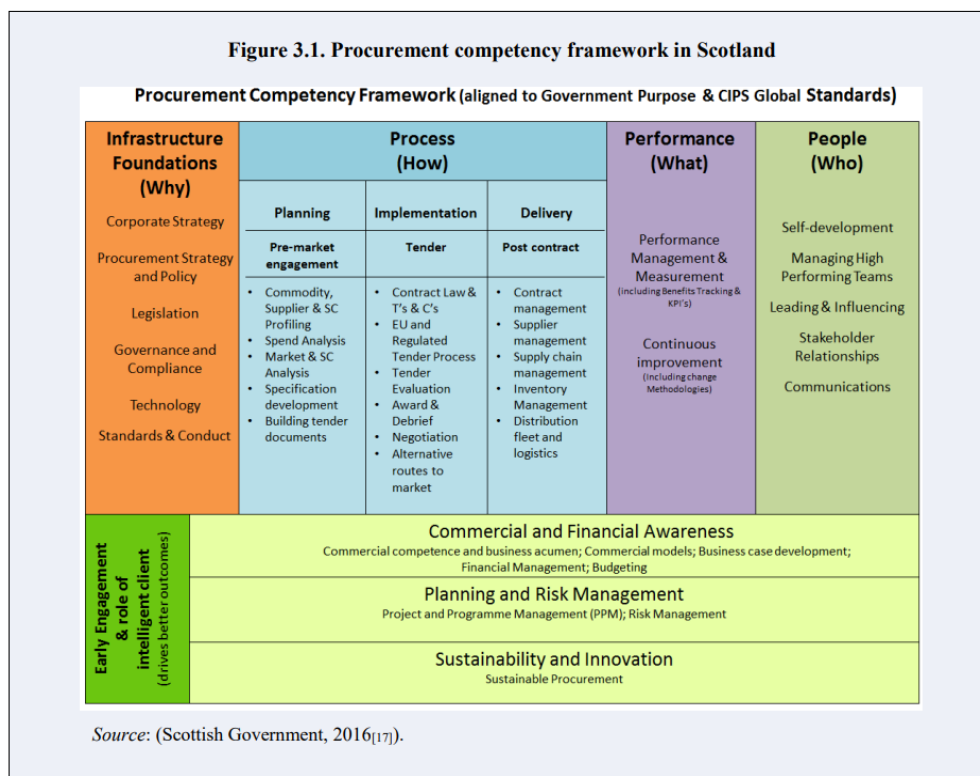 Figure 3.1. Procurement competency framework in Scotland
Procurement Competency Framework (aligned to Government Purpose & CIPS Global Standards)
Infrastructure
Foundations
(Why)
Corporate Strategy
Procurement Strategy
and Policy
Legislation
Governance and
Compliance
Technology
Standards & Conduct
Process
(How)
Planning
Pre-market
engagement
• Commodity,
Supplier & SC
Profiling
• Spend Analysis
• Market & SC
Analysis
• Specification
development
• Building tender
documents
Implementation
Tender
• Contract Law &
T's & C's
• EU and
Regulated
Tender Process
• Tender
Evaluation
• Award &
Debrief
• Negotiation
• Alternative
routes to
market
Delivery
Post contract
• Contract
management
• Supplier
management
• Supply chain
management
• Inventory
Management
• Distribution
fleet and
logistics
Performance
(What)
Performance
Management &
Measurement
(including Benefits Tracking &
KPI's)
Continuous
improvement
(Including change
Methodologies)
People
(Who)
Self-development
Managing High
Performing Teams
Leading & Influencing
Stakeholder
Relationships
Communications
Early Engagement
& role of
intelligent client
(drives better outcomes)
Commercial and Financial Awareness
Commercial competence and business acumen; Commercial models; Business case development;
Financial Management; Budgeting
Planning and Risk Management
Project and Programme Management (PPM); Risk Management
Sustainability and Innovation
Sustainable Procurement
Source: (Scottish Government, 2016[17]).